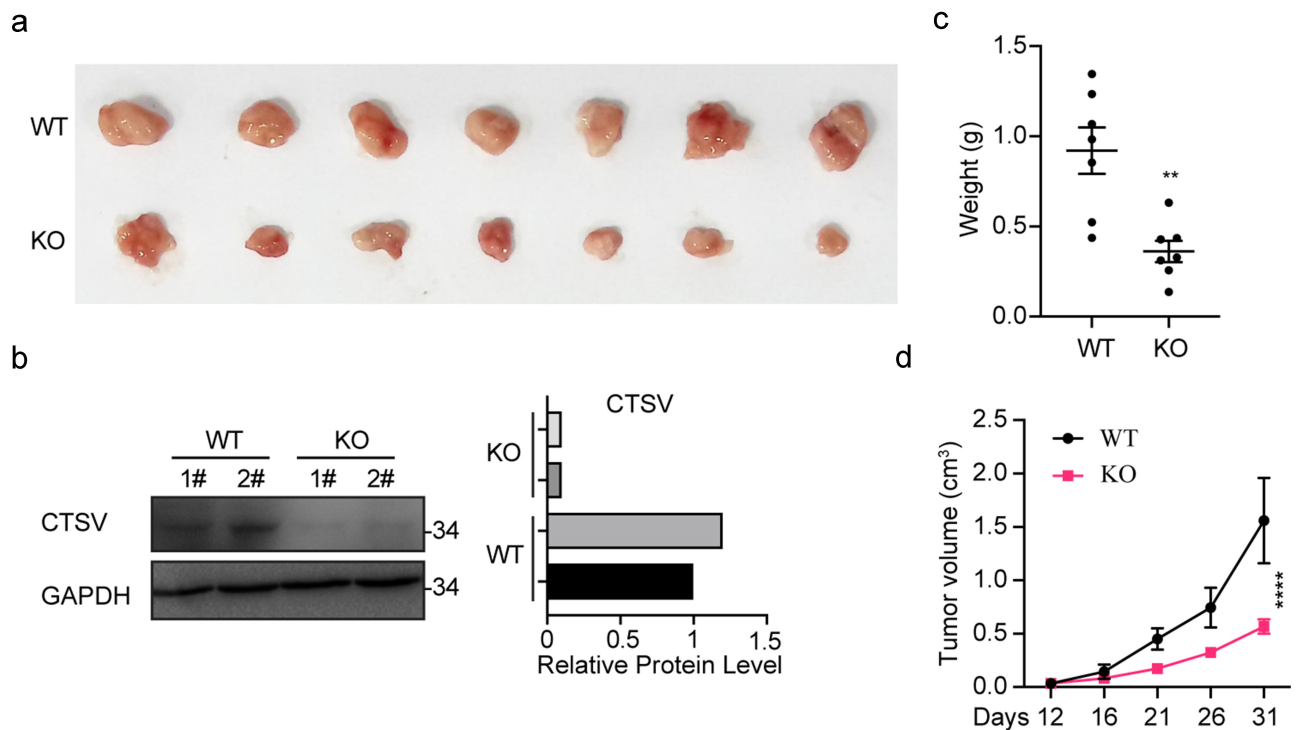 a
WT
KO
b
WT KO
1# 2# 1# 2#
CTSV
-34
GAPDH
-34
CTSV
KO
WT
0 0.5 1 1.5
Relative Protein Level
c
1.5
1.0
0.5
0.0
Weight (g)
**
WT KO
d
2.5
2.0
1.5
1.0
0.5
0.0
Tumor volume (cm³)
WT
KO
****
Days 12 16 21 26 31